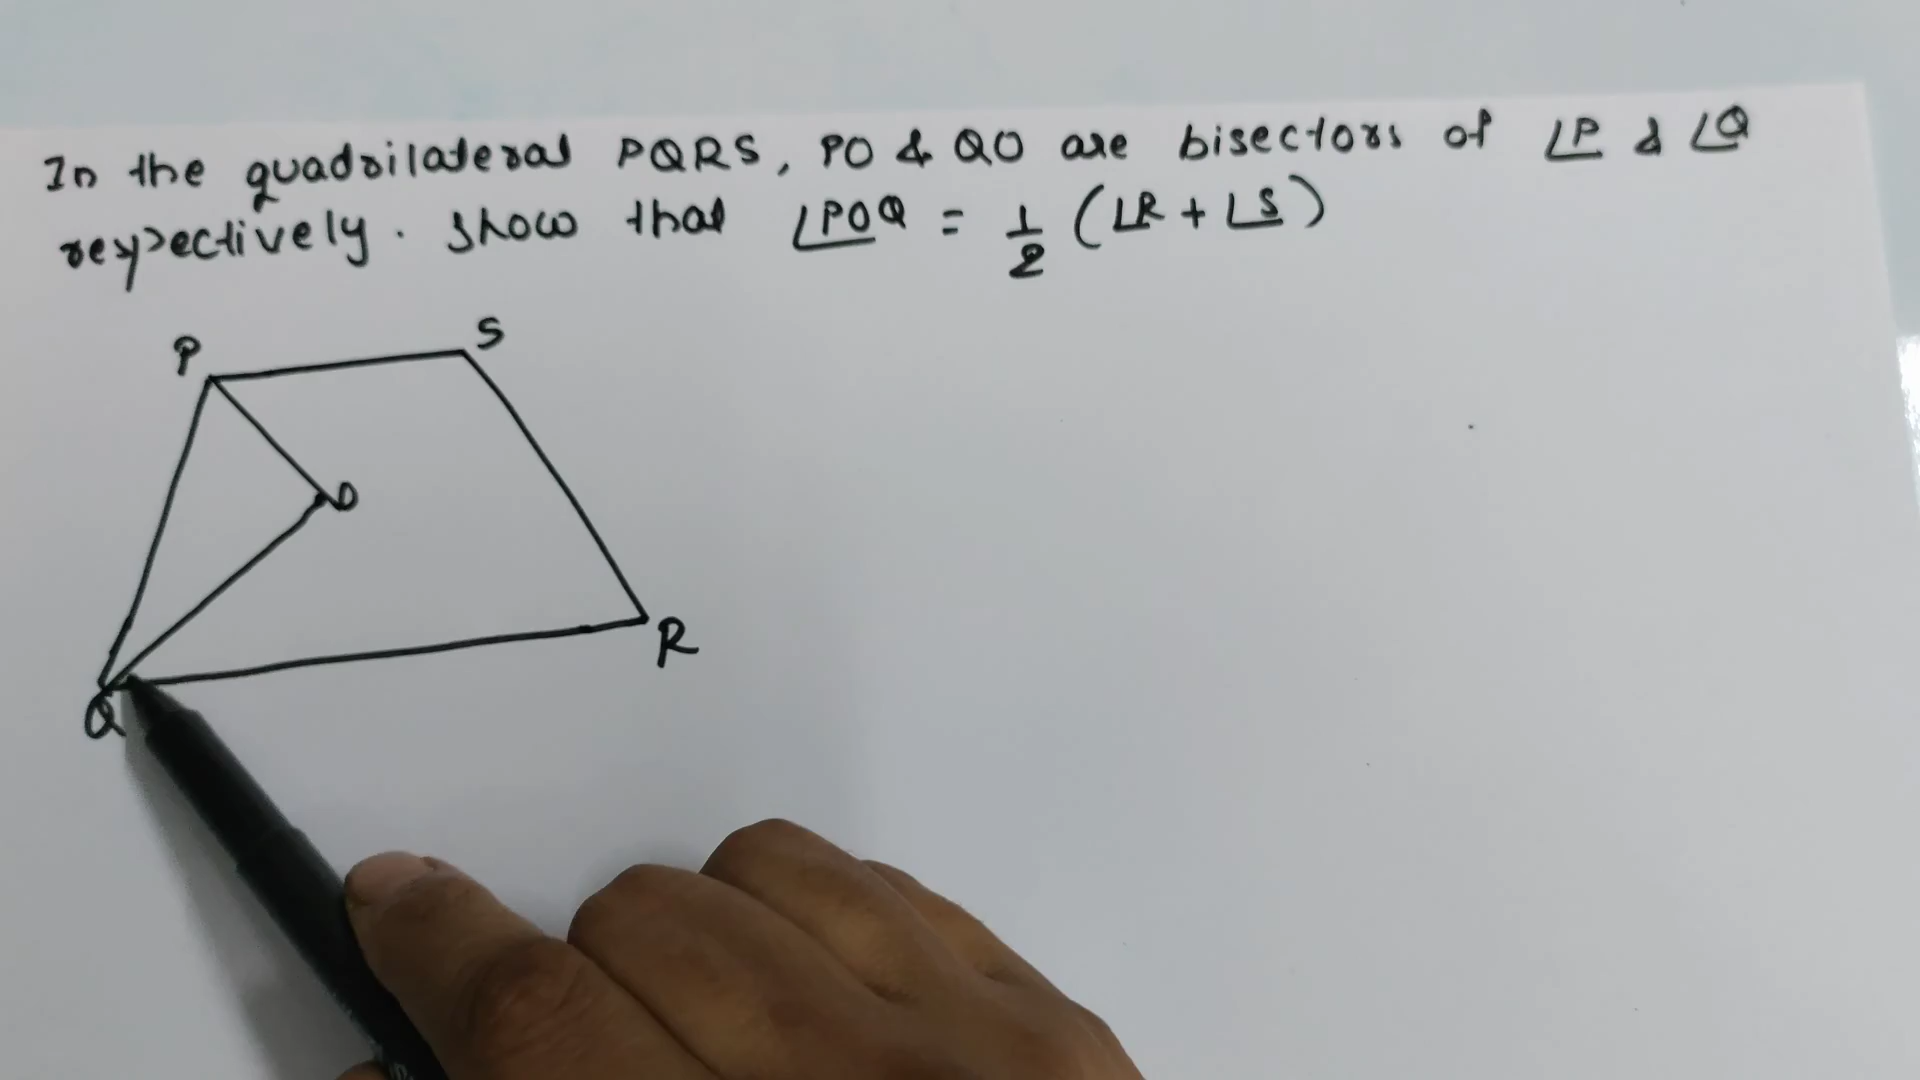 In the quadrilateral PQRS, PO & QO are bisectors of ∠P & ∠Q
respectively. Show that ∠POQ = 1/2 (∠R + ∠S)
P
S
O
R
Q